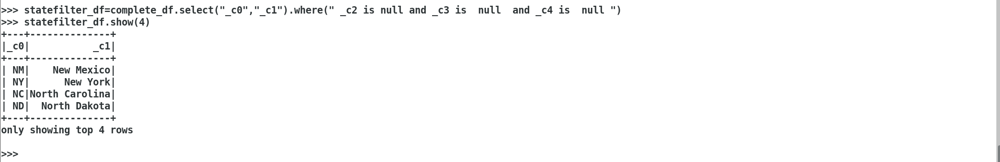 >>> statefilter_df=complete_df.select("_c0","_c1").where(" _c2 is null and _c3 is  null  and _c4 is  null ")
>>> statefilter_df.show(4)
+---+--------------+
|_c0|           _c1|
+---+--------------+
| NM|    New Mexico|
| NY|      New York|
| NC|North Carolina|
| ND|  North Dakota|
+---+--------------+
only showing top 4 rows
>>>